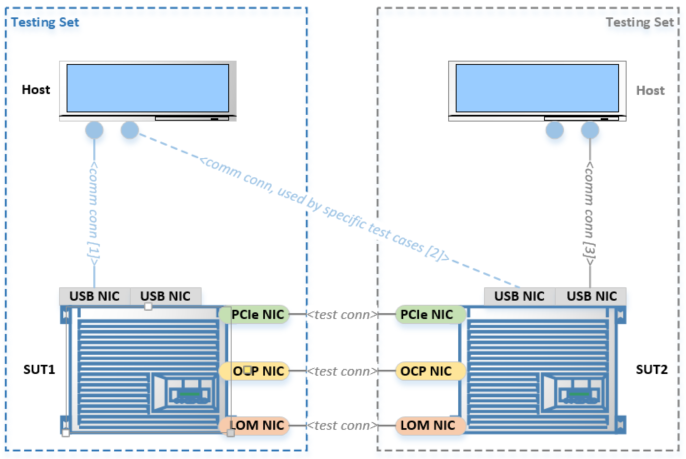 Testing Set
Testing Set
Host
Host
<comm conn [1]>
<comm conn, used by specific test cases [2]>
<comm conn [3]>
USB NIC
USB NIC
USB NIC
USB NIC
PCIe NIC
<test conn>
PCIe NIC
SUT1
OCP NIC
<test conn>
OCP NIC
SUT2
LOM NIC
<test conn>
LOM NIC